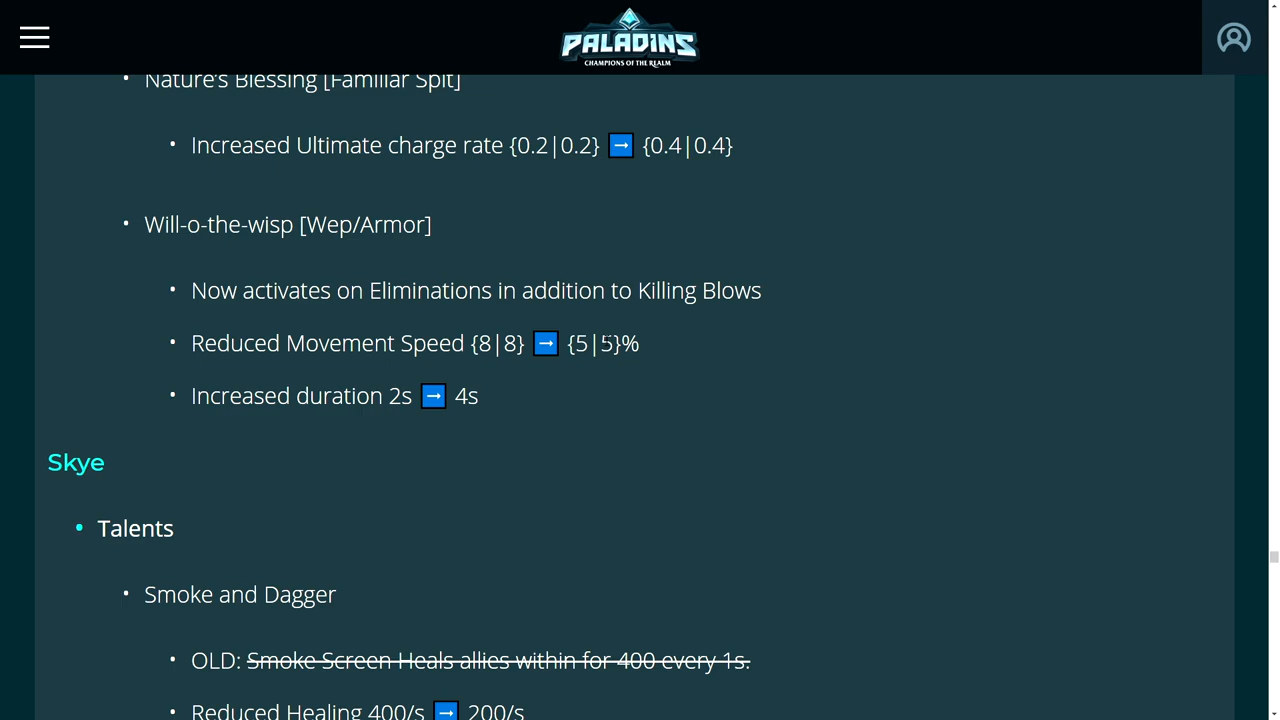 PALADINS
CHAMPIONS OF THE REALM
• Nature's Blessing [Familiar Spit]
• Increased Ultimate charge rate {0.2|0.2} ➡ {0.4|0.4}
• Will-o-the-wisp [Wep/Armor]
• Now activates on Eliminations in addition to Killing Blows
• Reduced Movement Speed {8|8} ➡ {5|5}%
• Increased duration 2s ➡ 4s
Skye
• Talents
• Smoke and Dagger
• OLD: Smoke Screen Heals allies within for 400 every 1s.
• Reduced Healing 400/s ➡ 200/s